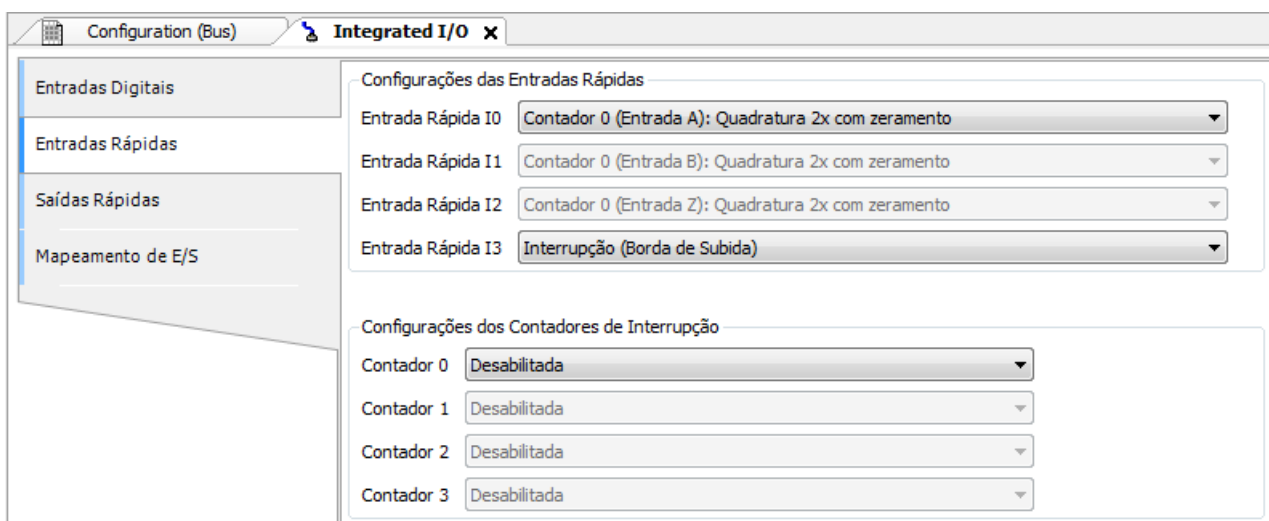 Configuration (Bus)
Integrated I/O
Entradas Digitais
Entradas Rápidas
Saídas Rápidas
Mapeamento de E/S
Configurações das Entradas Rápidas
Entrada Rápida I0 Contador 0 (Entrada A): Quadratura 2x com zeramento
Entrada Rápida I1 Contador 0 (Entrada B): Quadratura 2x com zeramento
Entrada Rápida I2 Contador 0 (Entrada Z): Quadratura 2x com zeramento
Entrada Rápida I3 Interrupção (Borda de Subida)
Configurações dos Contadores de Interrupção
Contador 0 Desabilitada
Contador 1 Desabilitada
Contador 2 Desabilitada
Contador 3 Desabilitada